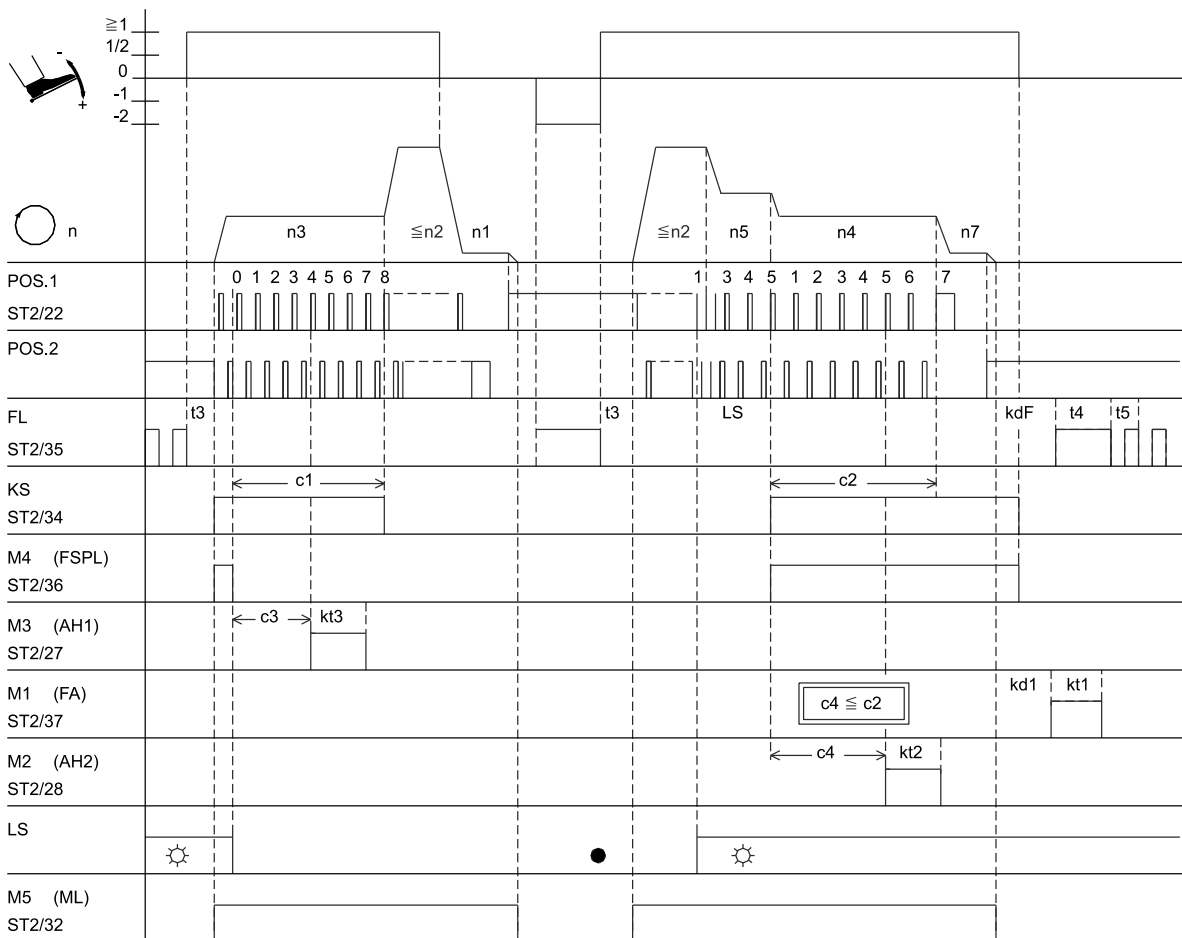 ≧1
1/2
0
-1
-2
-
+
n
n3
≦n2
n1
≦n2
n5
n4
n7
POS.1
ST2/22
0 1 2 3 4 5 6 7 8
1 3 4 5 1 2 3 4 5 6 7
POS.2
FL
ST2/35
t3
t3
LS
kdF
t4
t5
KS
ST2/34
c1
c2
M4 (FSPL)
ST2/36
M3 (AH1)
ST2/27
c3
kt3
M1 (FA)
ST2/37
c4 ≦ c2
kd1
kt1
M2 (AH2)
ST2/28
c4
kt2
LS
M5 (ML)
ST2/32